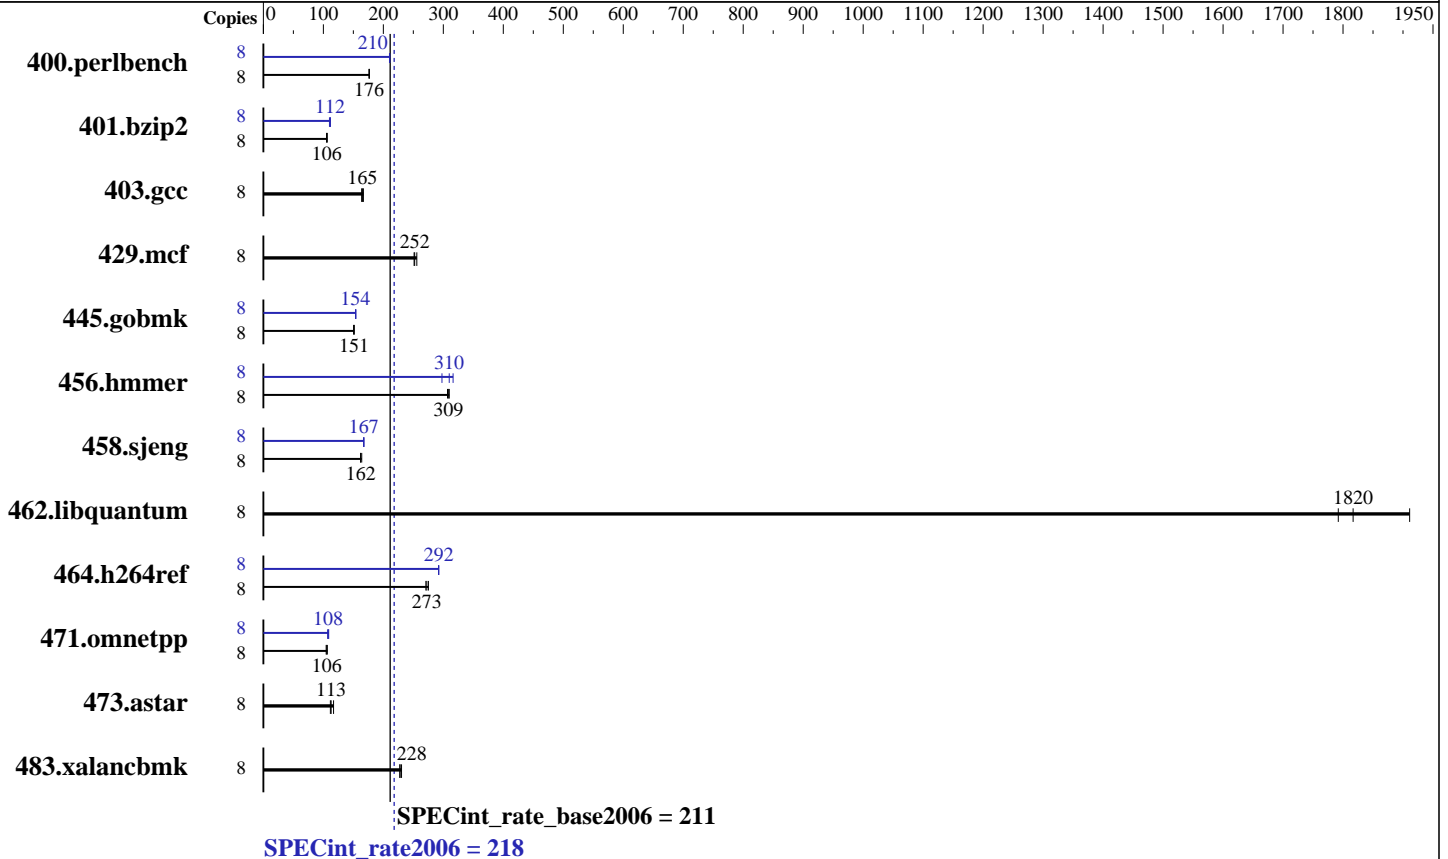 Copies 0 100 200 300 400 500 600 700 800 900 1000 1100 1200 1300 1400 1500 1600 1700 1800 1950
400.perlbench 8 210
8 176
401.bzip2 8 112
8 106
403.gcc 8 165
429.mcf 8 252
445.gobmk 8 154
8 151
456.hmmer 8 310
8 309
458.sjeng 8 167
8 162
462.libquantum 8 1820
464.h264ref 8 292
8 273
471.omnetpp 8 108
8 106
473.astar 8 113
483.xalancbmk 8 228
SPECint_rate_base2006 = 211
SPECint_rate2006 = 218